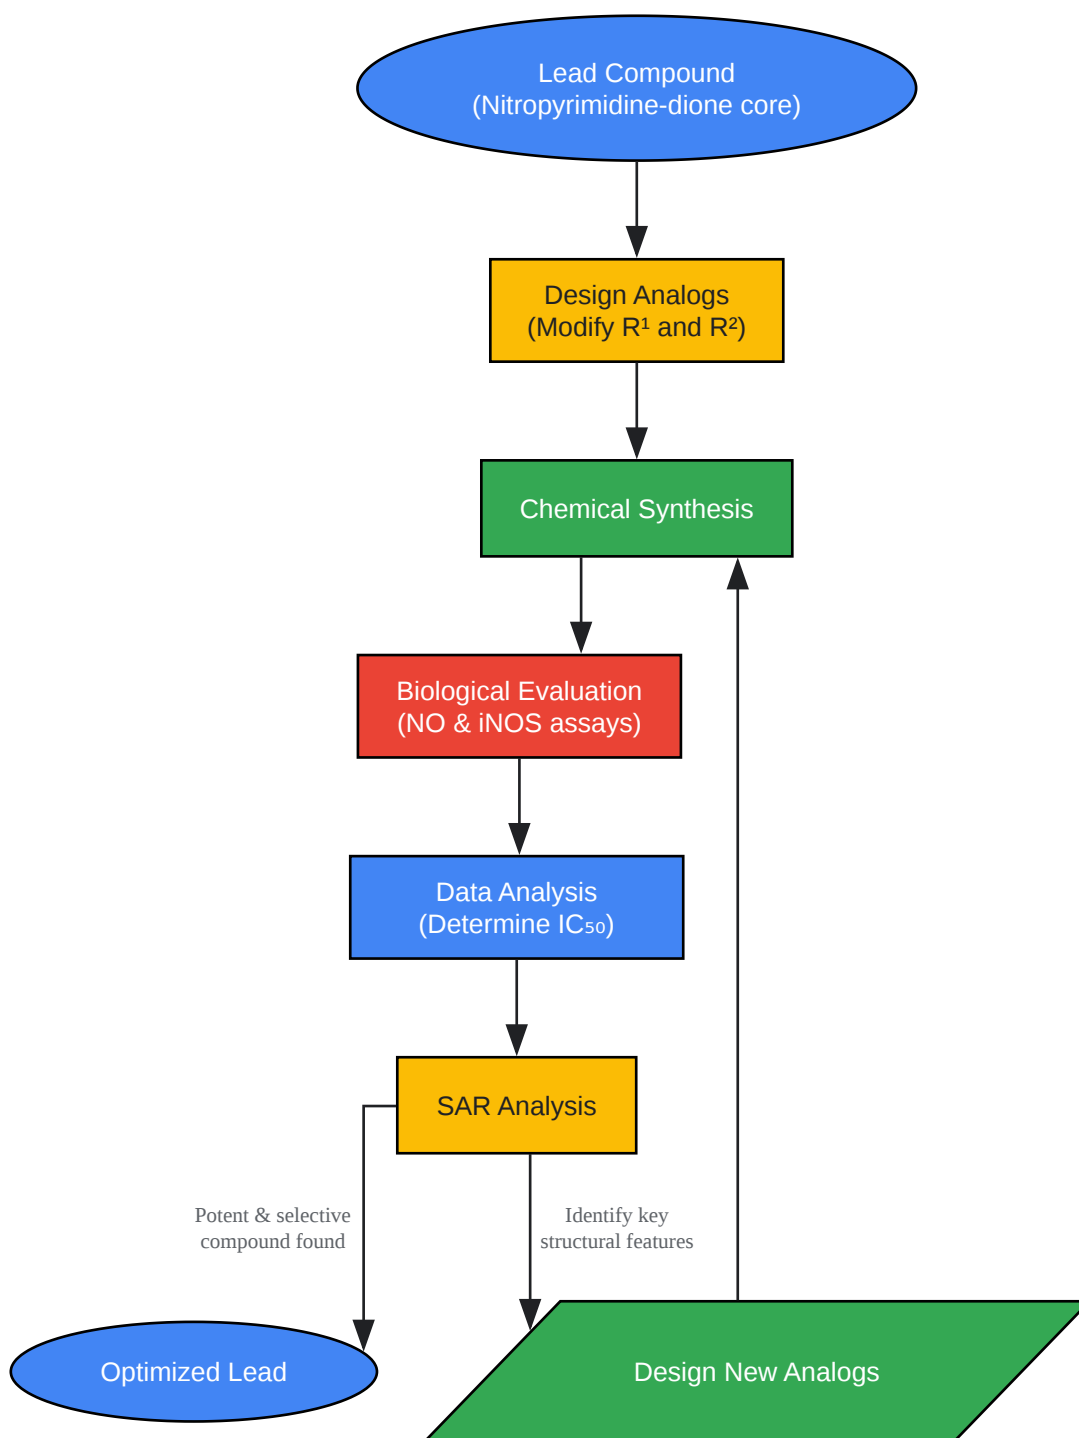 Lead Compound
(Nitropyrimidine-dione core)
Design Analogs
(Modify R¹ and R²)
Chemical Synthesis
Biological Evaluation
(NO & iNOS assays)
Data Analysis
(Determine IC₅₀)
SAR Analysis
Potent & selective
compound found
Identify key
structural features
Optimized Lead
Design New Analogs